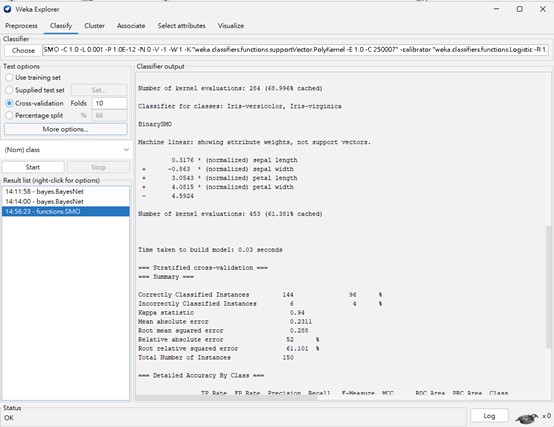 Weka Explorer
Preprocess Classify Cluster Associate Select attributes Visualize
Classifier
Choose SMO -C 1.0 -L 0.001 -P 1.0E-12 -N 0 -V -1 -W 1 -K "weka.classifiers.functions.supportVector.PolyKernel -E 1.0 -C 250007" -calibrator "weka.classifiers.functions.Logistic -R 1.
Test options
Use training set
Supplied test set Set...
Cross-validation Folds 10
Percentage split % 66
More options...
(Nom) class
Start Stop
Result list (right-click for options)
14:11:58 - bayes.BayesNet
14:14:00 - bayes.BayesNet
14:56:23 - functions.SMO
Classifier output
Number of kernel evaluations: 284 (68.996% cached)
Classifier for classes: Iris-versicolor, Iris-virginica
BinarySMO
Machine linear: showing attribute weights, not support vectors.
0.3176 * (normalized) sepal length
+ -0.863 * (normalized) sepal width
+ 3.0543 * (normalized) petal length
+ 4.0815 * (normalized) petal width
- 4.5924
Number of kernel evaluations: 453 (61.381% cached)
Time taken to build model: 0.03 seconds
=== Stratified cross-validation ===
=== Summary ===
Correctly Classified Instances 144 96 %
Incorrectly Classified Instances 6 4 %
Kappa statistic 0.94
Mean absolute error 0.2311
Root mean squared error 0.288
Relative absolute error 52 %
Root relative squared error 61.101 %
Total Number of Instances 150
=== Detailed Accuracy By Class ===
TP Rate FP Rate Precision Recall F-Measure MCC ROC Area PRC Area Class
Status
OK
Log x 0